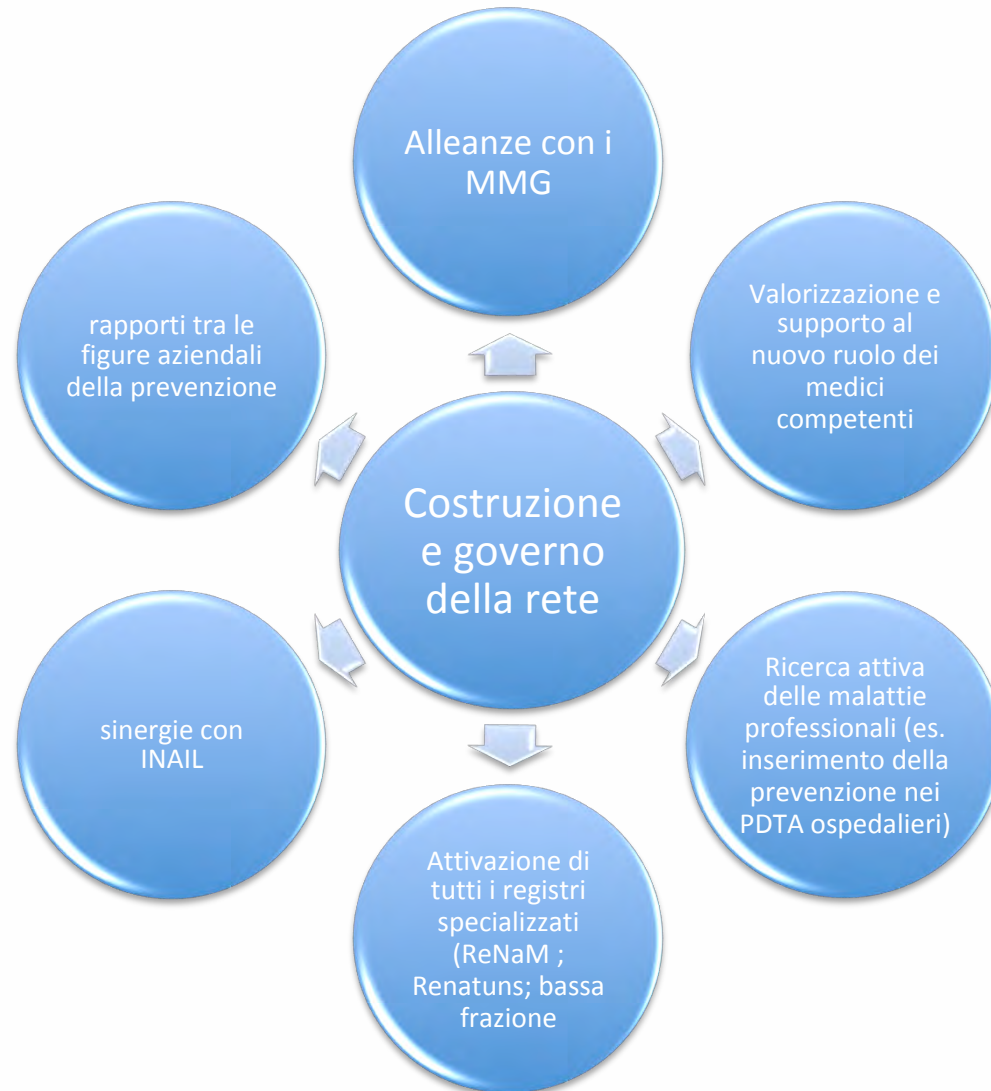 Alleanze con i
MMG
Valorizzazione e
supporto al
nuovo ruolo dei
medici
competenti
Ricerca attiva
delle malattie
professionali (es.
inserimento della
prevenzione nei
PDTA ospedalieri)
Attivazione di
tutti i registri
specializzati
(ReNaM ;
Renatuns; bassa
frazione
sinergie con
INAIL
rapporti tra le
figure aziendali
della prevenzione
Costruzione
e governo
della rete